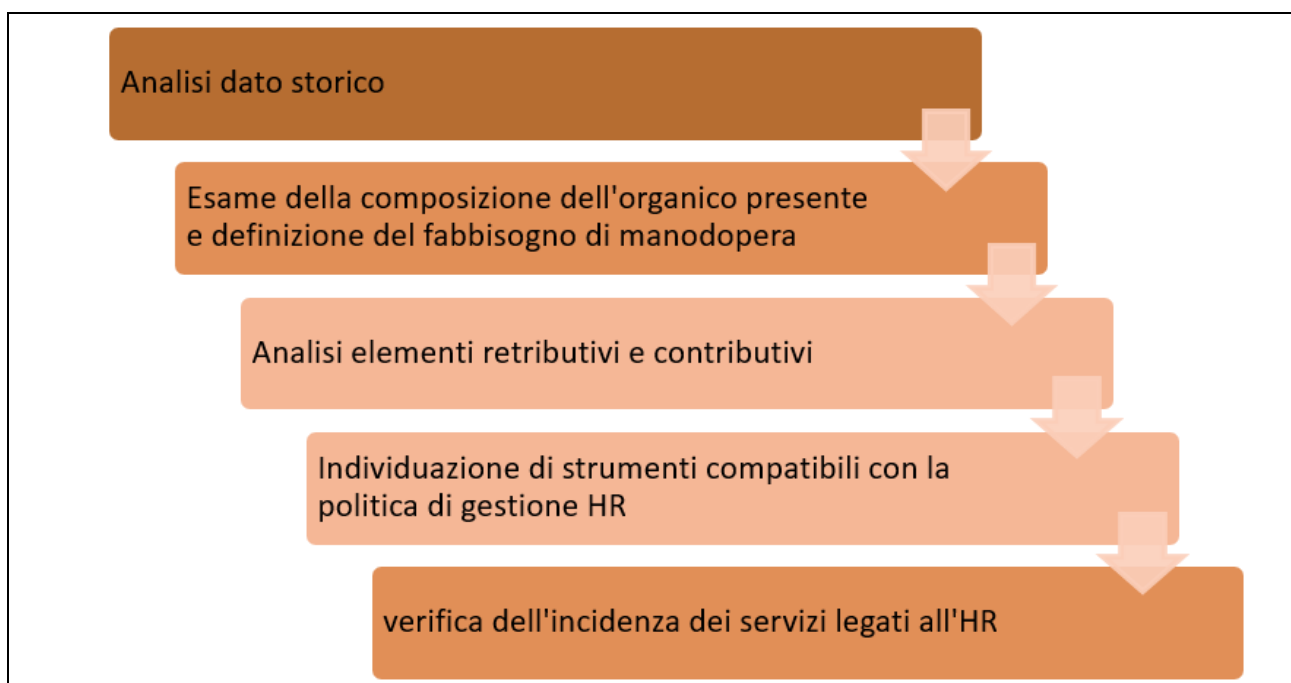 Analisi dato storico
Esame della composizione dell'organico presente
e definizione del fabbisogno di manodopera
Analisi elementi retributivi e contributivi
Individuazione di strumenti compatibili con la
politica di gestione HR
verifica dell'incidenza dei servizi legati all'HR